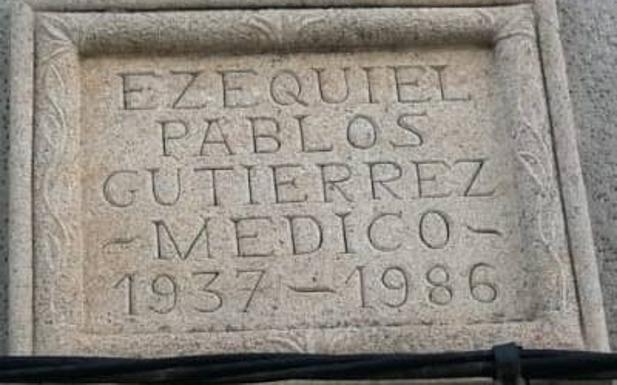 EZEQUIEL
PABLOS
GUTIERREZ
~MEDICO~
1937-1986